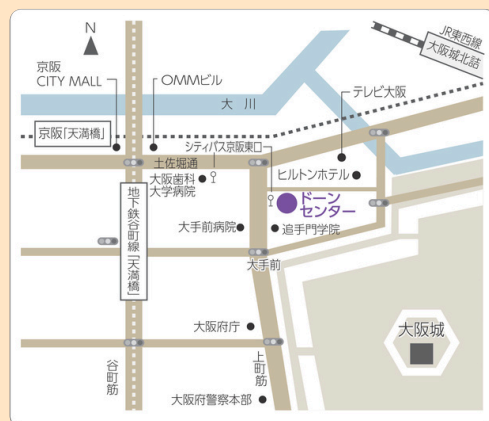 N
京阪
CITY MALL
OMMビル
JR東西線
大阪城北詰
大川
テレビ大阪
京阪「天満橋」
土佐堀通
シティバス京阪東口
大阪歯科
大学病院
ヒルトンホテル
ドーン
センター
地下鉄谷町線「天満橋」
大手前病院
追手門学院
大手前
大阪府庁
大阪城
谷町筋
上町筋
大阪府警察本部